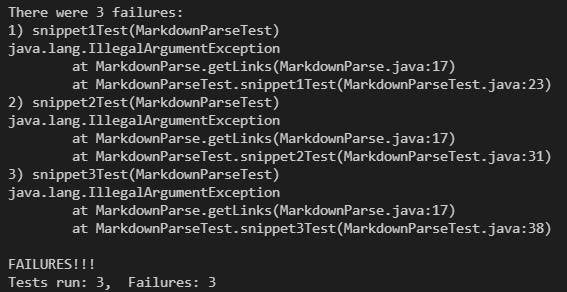 There were 3 failures:
1) snippet1Test(MarkdownParseTest)
java.lang.IllegalArgumentException
        at MarkdownParse.getLinks(MarkdownParse.java:17)
        at MarkdownParseTest.snippet1Test(MarkdownParseTest.java:23)
2) snippet2Test(MarkdownParseTest)
java.lang.IllegalArgumentException
        at MarkdownParse.getLinks(MarkdownParse.java:17)
        at MarkdownParseTest.snippet2Test(MarkdownParseTest.java:31)
3) snippet3Test(MarkdownParseTest)
java.lang.IllegalArgumentException
        at MarkdownParse.getLinks(MarkdownParse.java:17)
        at MarkdownParseTest.snippet3Test(MarkdownParseTest.java:38)

FAILURES!!!
Tests run: 3,  Failures: 3